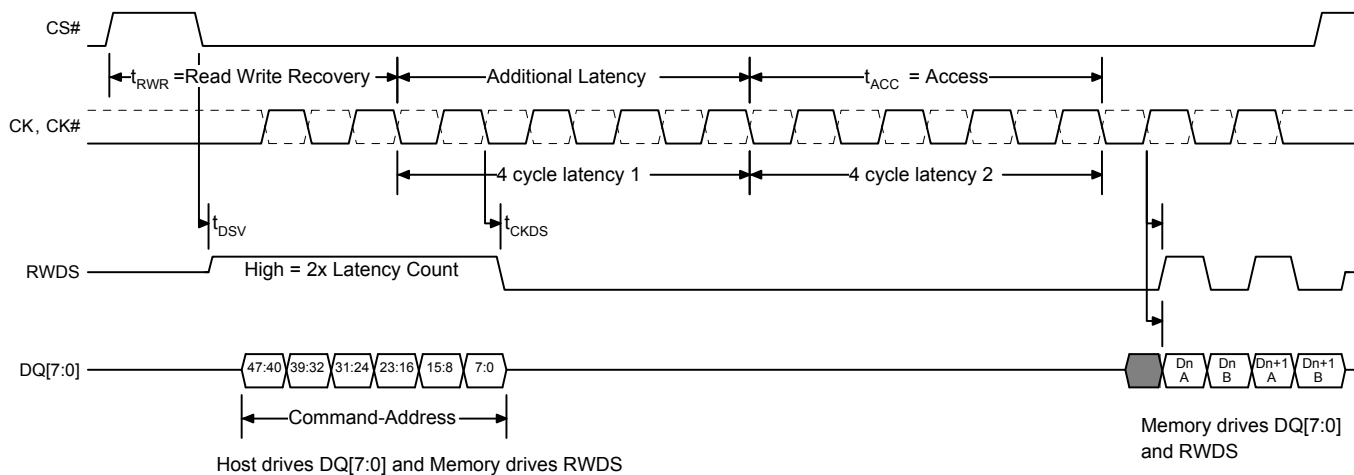 CS#
tRWR =Read Write Recovery
Additional Latency
tACC = Access
CK, CK#
4 cycle latency 1
4 cycle latency 2
tDSV
tCKDS
RWDS
High = 2x Latency Count
DQ[7:0]
47:40 39:32 31:24 23:16 15:8 7:0
Dn A
Dn B
Dn+1 A
Dn+1 B
Command-Address
Memory drives DQ[7:0]
and RWDS
Host drives DQ[7:0] and Memory drives RWDS